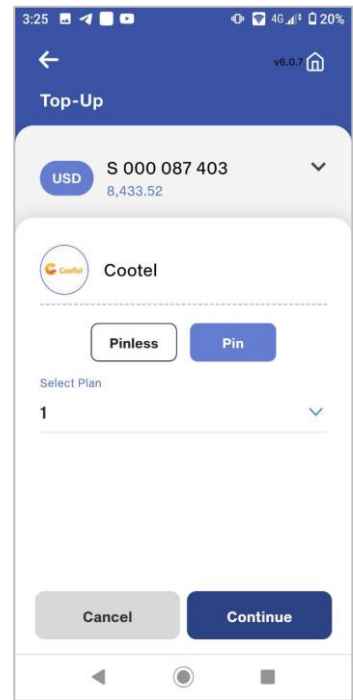 3:25 4G 20%
v6.0.7
Top-Up
USD S 000 087 403
8,433.52
Cootel Cootel
Pinless Pin
Select Plan
1
Cancel Continue